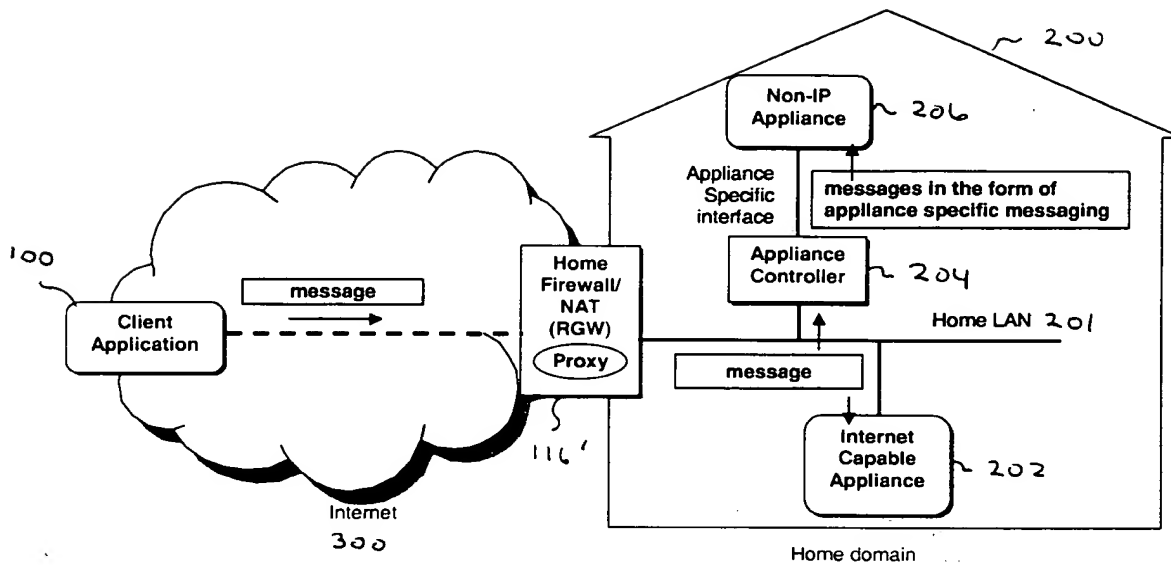 200
Non-IP
Appliance
206
Appliance
Specific
interface
messages in the form of
appliance specific messaging
100
message
Client
Application
Home
Firewall/
NAT
(RGW)
Proxy
116'
Appliance
Controller
204
Home LAN 201
message
Internet
Capable
Appliance
202
Internet
300
Home domain